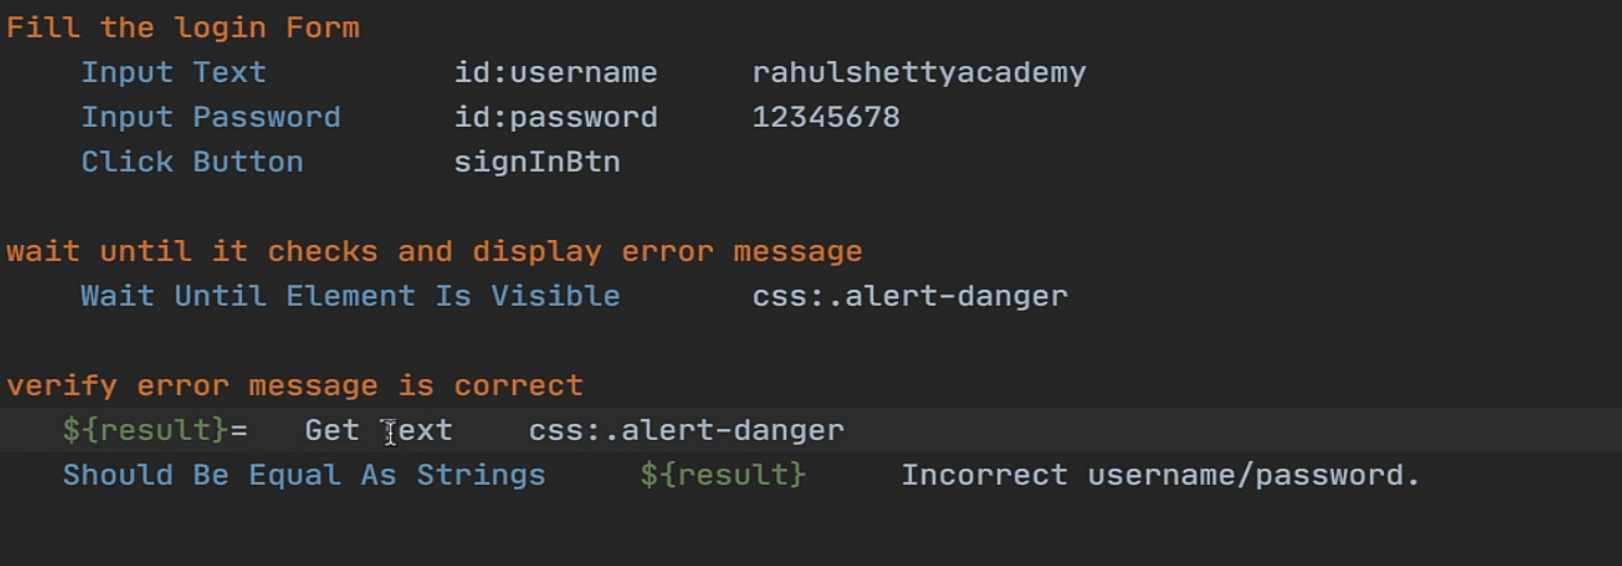 Fill the login Form
Input Text id:username rahulshettyacademy
Input Password id:password 12345678
Click Button signInBtn
wait until it checks and display error message
Wait Until Element Is Visible css:.alert-danger
verify error message is correct
${result}= Get Text css:.alert-danger
Should Be Equal As Strings ${result} Incorrect username/password.